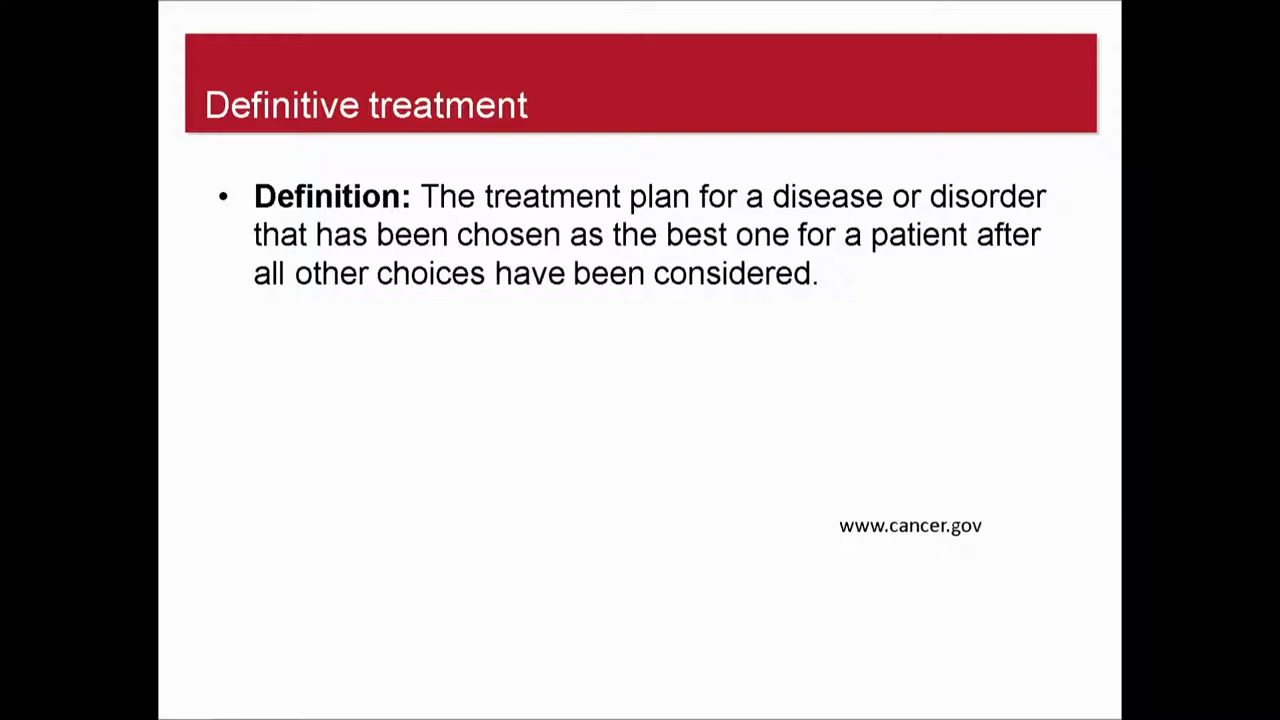 Definitive treatment
• Definition: The treatment plan for a disease or disorder
that has been chosen as the best one for a patient after
all other choices have been considered.
www.cancer.gov